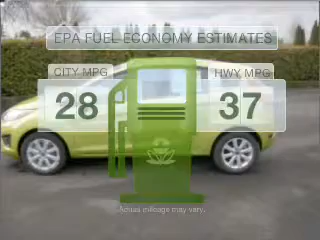 EPA FUEL ECONOMY ESTIMATES
CITY MPG
HWY MPG
28
37
Actual mileage may vary.